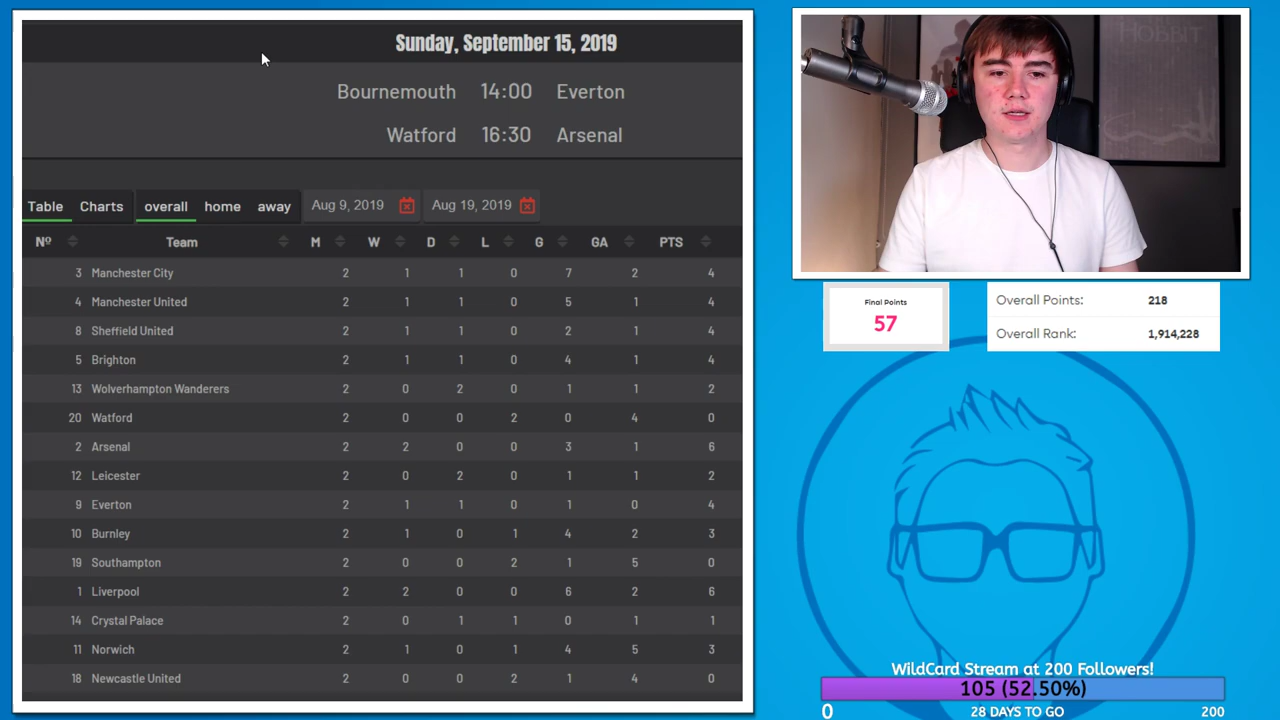 Sunday, September 15, 2019
Bournemouth 14:00 Everton
Watford 16:30 Arsenal
Table Charts overall home away Aug 9, 2019 Aug 19, 2019
Nº Team M W D L G GA PTS
3 Manchester City 2 1 1 0 7 2 4
4 Manchester United 2 1 1 0 5 1 4
8 Sheffield United 2 1 1 0 2 1 4
5 Brighton 2 1 1 0 4 1 4
13 Wolverhampton Wanderers 2 0 2 0 1 1 2
20 Watford 2 0 0 2 0 4 0
2 Arsenal 2 2 0 0 3 1 6
12 Leicester 2 0 2 0 1 1 2
9 Everton 2 1 1 0 1 0 4
10 Burnley 2 1 0 1 4 2 3
19 Southampton 2 0 0 2 1 5 0
1 Liverpool 2 2 0 0 6 2 6
14 Crystal Palace 2 0 1 1 0 1 1
11 Norwich 2 1 0 1 4 5 3
18 Newcastle United 2 0 0 2 1 4 0
HOBBIT
Final Points
57
Overall Points: 218
Overall Rank: 1,914,228
WildCard Stream at 200 Followers!
105 (52.50%)
0 28 DAYS TO GO 200